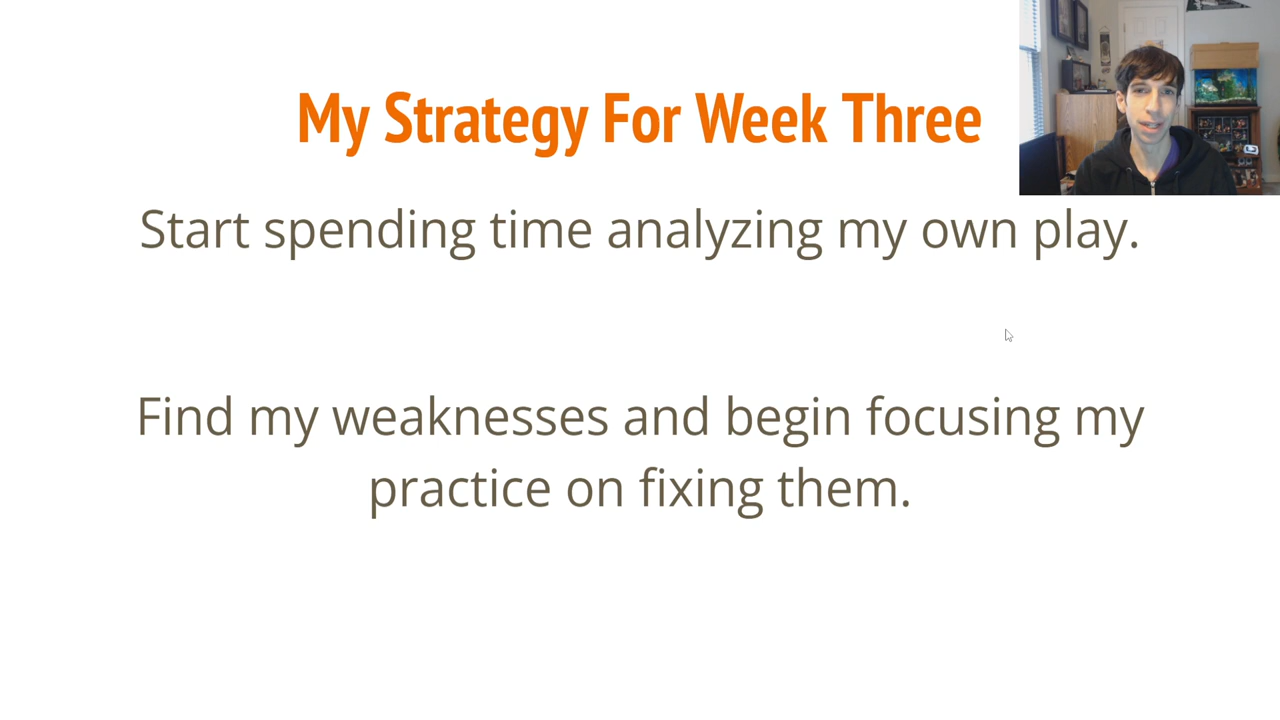 My Strategy For Week Three
Start spending time analyzing my own play.
Find my weaknesses and begin focusing my
practice on fixing them.